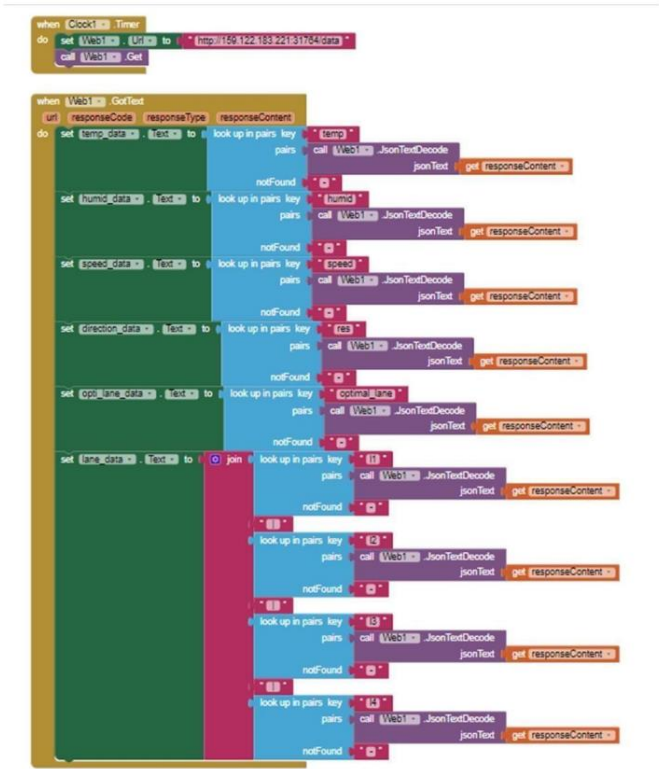 when Clock1 .Timer
do set Web1 . Url to " http://159.122.183.221:31764/data "
call Web1 .Get
when Web1 .GotText
url responseCode responseType responseContent
do set temp_data . Text to look up in pairs key " temp "
pairs call Web1 .JsonTextDecode
jsonText get responseContent
notFound " - "
set humid_data . Text to look up in pairs key " humid "
pairs call Web1 .JsonTextDecode
jsonText get responseContent
notFound " - "
set speed_data . Text to look up in pairs key " speed "
pairs call Web1 .JsonTextDecode
jsonText get responseContent
notFound " - "
set direction_data . Text to look up in pairs key " res "
pairs call Web1 .JsonTextDecode
jsonText get responseContent
notFound " - "
set opti_lane_data . Text to look up in pairs key " optimal_lane "
pairs call Web1 .JsonTextDecode
jsonText get responseContent
notFound " - "
set lane_data . Text to join look up in pairs key " l1 "
pairs call Web1 .JsonTextDecode
jsonText get responseContent
notFound " - "
" | "
look up in pairs key " l2 "
pairs call Web1 .JsonTextDecode
jsonText get responseContent
notFound " - "
" | "
look up in pairs key " l3 "
pairs call Web1 .JsonTextDecode
jsonText get responseContent
notFound " - "
" | "
look up in pairs key " l4 "
pairs call Web1 .JsonTextDecode
jsonText get responseContent
notFound " - "